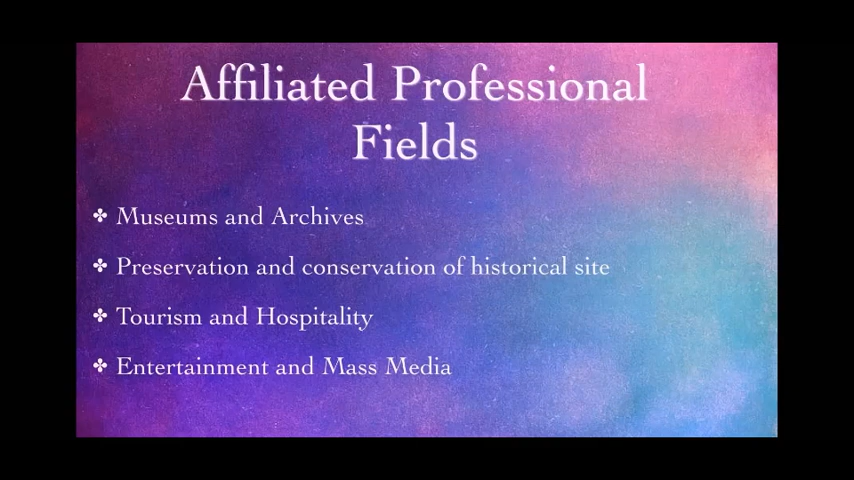 Affiliated Professional
Fields
✤ Museums and Archives
✤ Preservation and conservation of historical site
✤ Tourism and Hospitality
✤ Entertainment and Mass Media